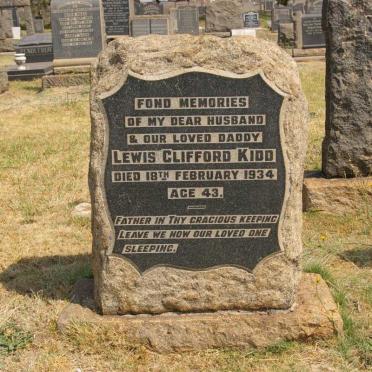 FOND MEMORIES
OF MY DEAR HUSBAND
& OUR LOVED DADDY
LEWIS CLIFFORD KIDD
DIED 18TH FEBRUARY 1934
AGE 43.
FATHER IN THY GRACIOUS KEEPING
LEAVE WE NOW OUR LOVED ONE
SLEEPING.